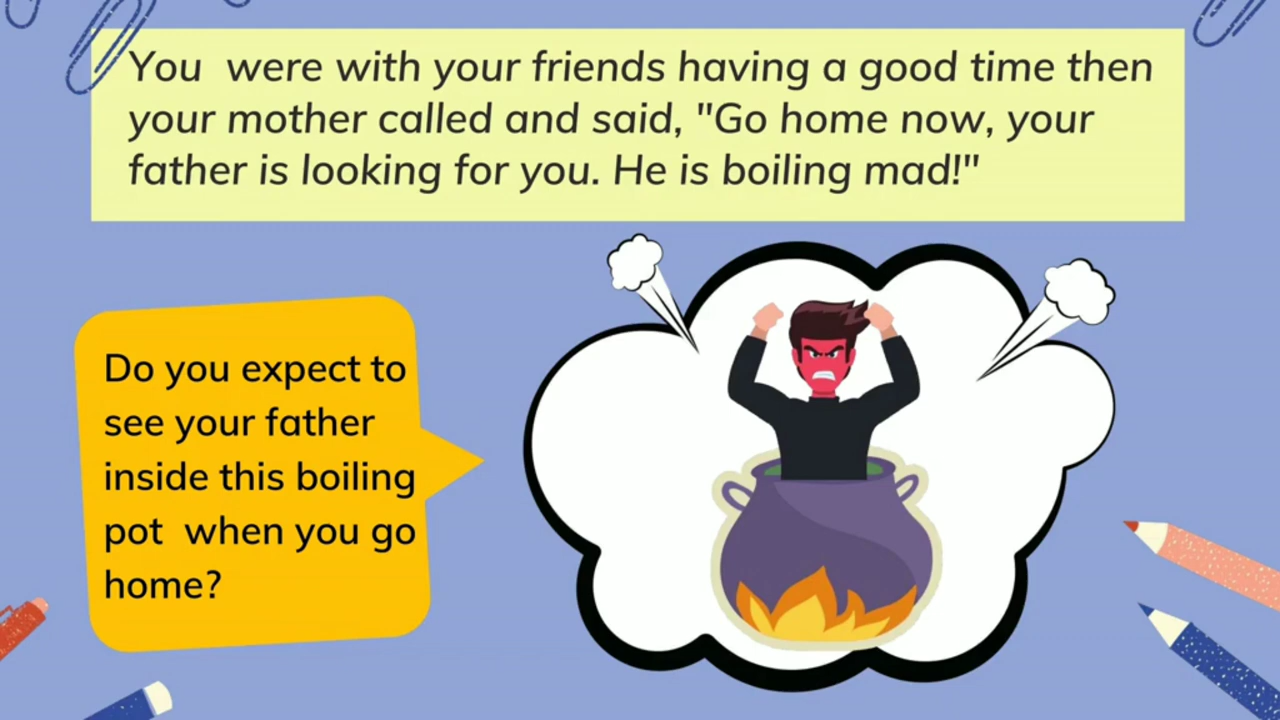 You were with your friends having a good time then
your mother called and said, "Go home now, your
father is looking for you. He is boiling mad!"
Do you expect to
see your father
inside this boiling
pot when you go
home?